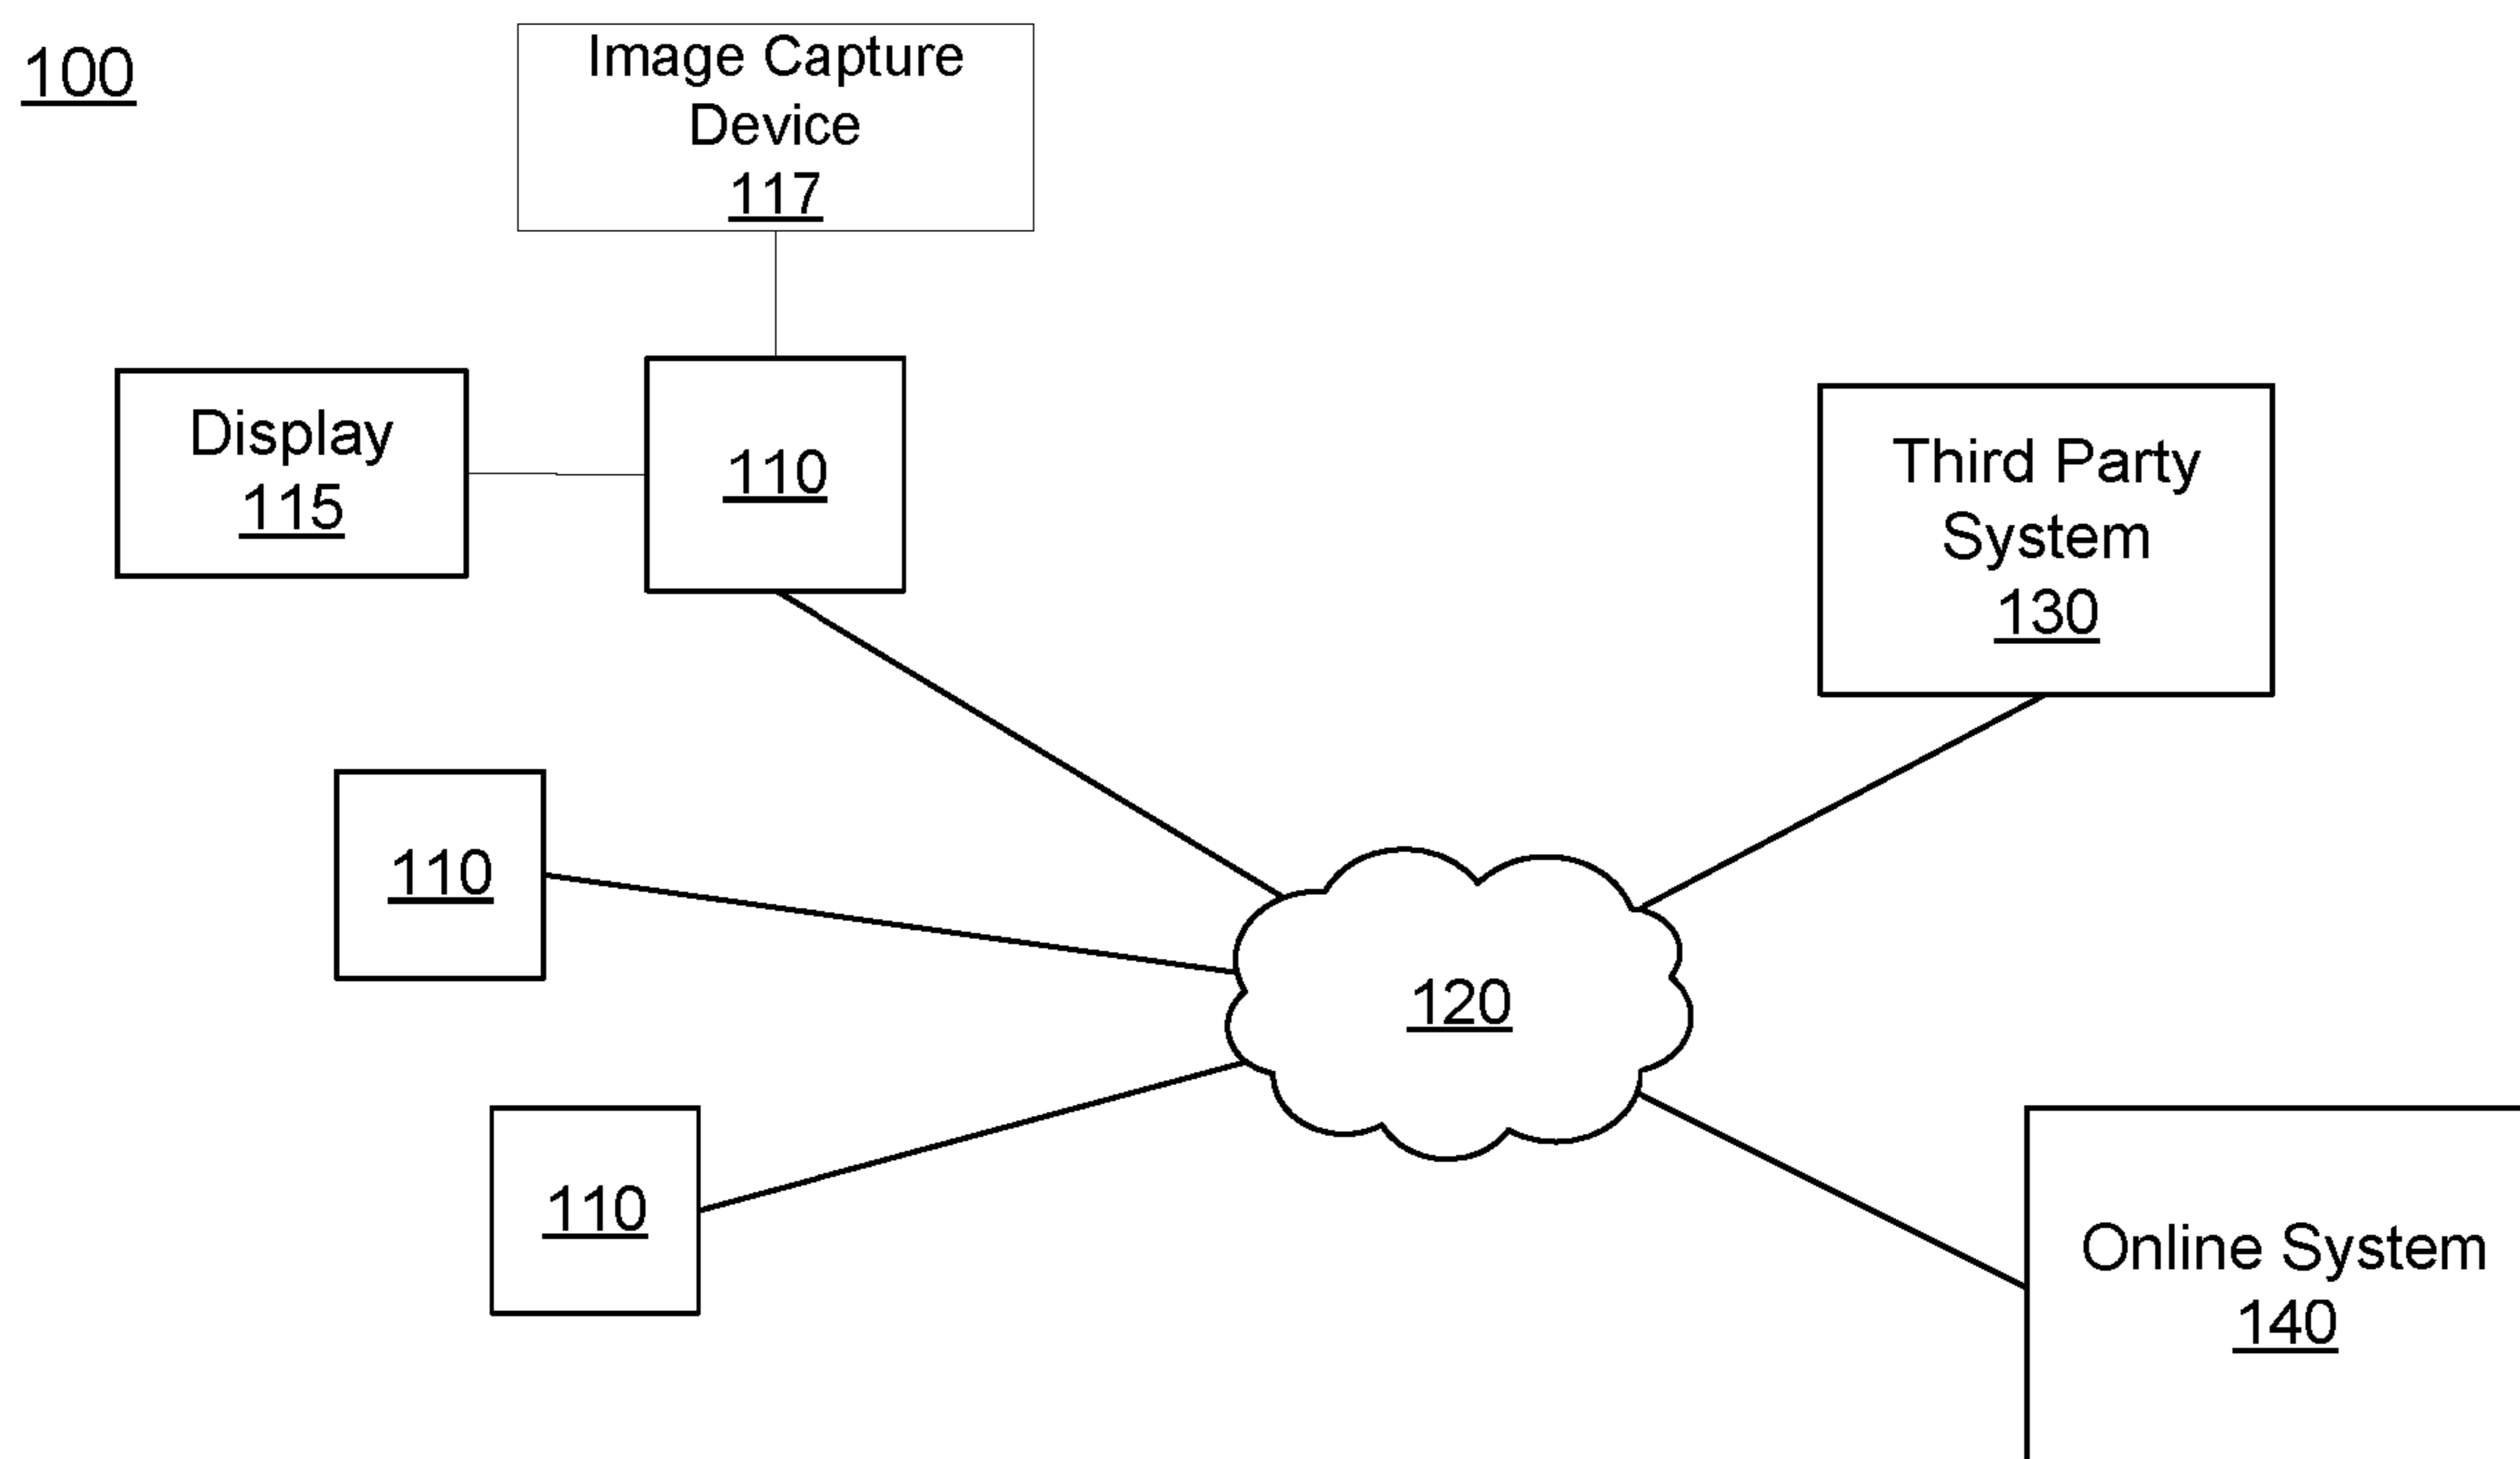 100
Image Capture
Device
117
Display
115
110
Third Party
System
130
110
120
110
Online System
140